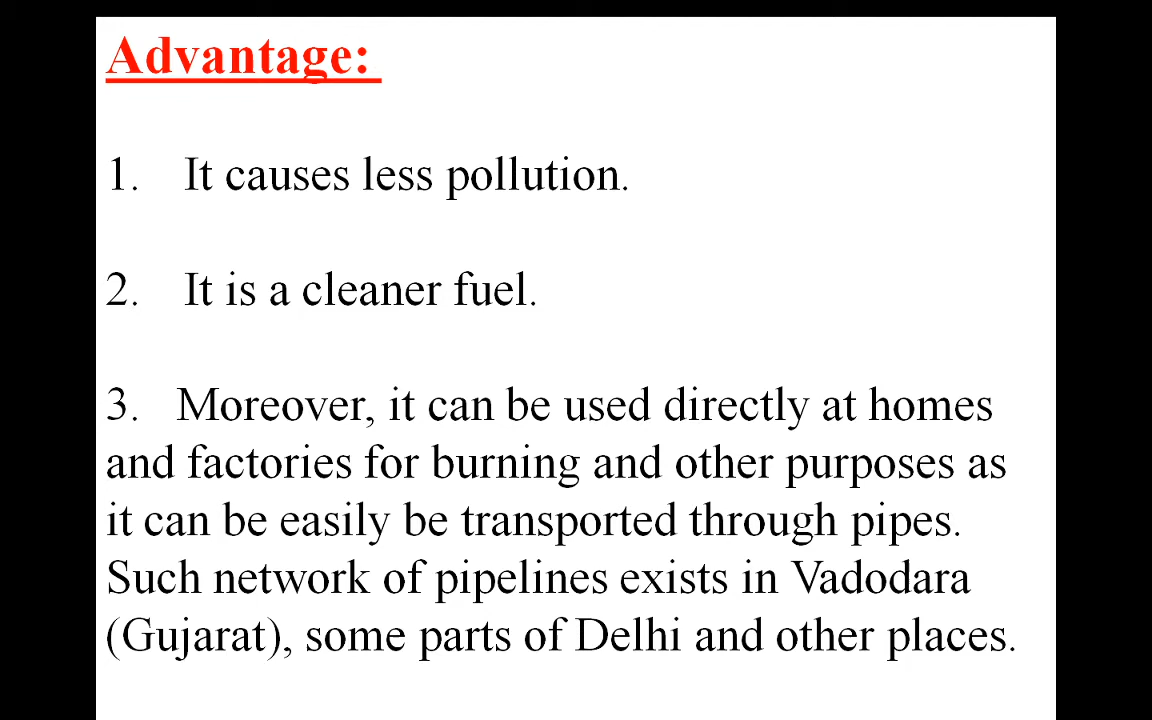 Advantage:
1. It causes less pollution.
2. It is a cleaner fuel.
3. Moreover, it can be used directly at homes
and factories for burning and other purposes as
it can be easily be transported through pipes.
Such network of pipelines exists in Vadodara
(Gujarat), some parts of Delhi and other places.